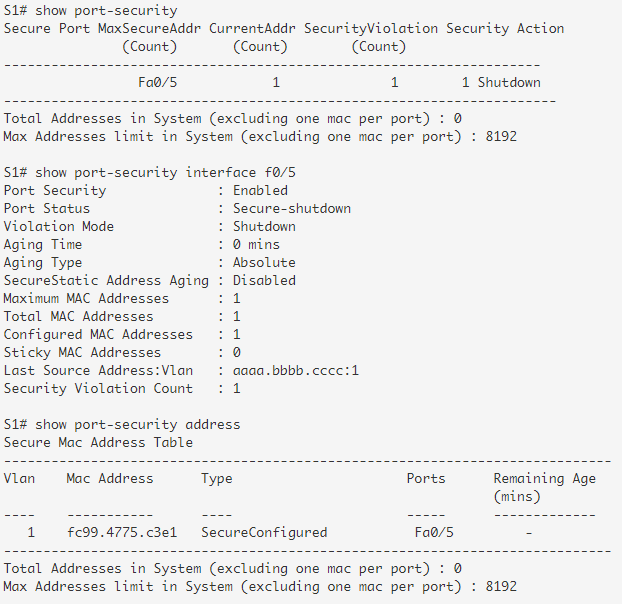 S1# show port-security
Secure Port MaxSecureAddr CurrentAddr SecurityViolation Security Action
(Count) (Count) (Count)
--------------------------------------------------------------------
Fa0/5 1 1 1 Shutdown
----------------------------------------------------------------------
Total Addresses in System (excluding one mac per port) : 0
Max Addresses limit in System (excluding one mac per port) : 8192
S1# show port-security interface f0/5
Port Security : Enabled
Port Status : Secure-shutdown
Violation Mode : Shutdown
Aging Time : 0 mins
Aging Type : Absolute
SecureStatic Address Aging : Disabled
Maximum MAC Addresses : 1
Total MAC Addresses : 1
Configured MAC Addresses : 1
Sticky MAC Addresses : 0
Last Source Address:Vlan : aaaa.bbbb.cccc:1
Security Violation Count : 1
S1# show port-security address
Secure Mac Address Table
-----------------------------------------------------------------------------
Vlan Mac Address Type Ports Remaining Age
(mins)
---- ----------- ---- ----- -------------
1 fc99.4775.c3e1 SecureConfigured Fa0/5 -
-----------------------------------------------------------------------------
Total Addresses in System (excluding one mac per port) : 0
Max Addresses limit in System (excluding one mac per port) : 8192